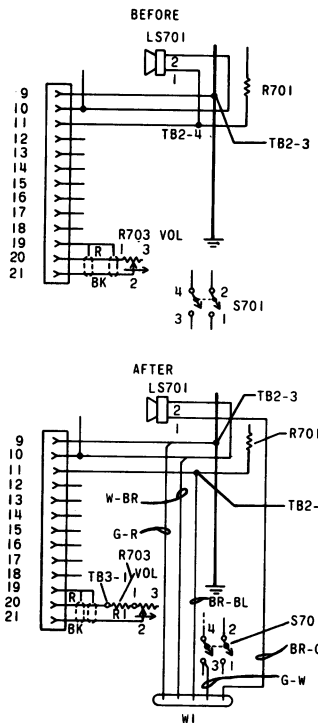 BEFORE
LS701
2
1
9
10
11
12
13
14
15
16
17
18
19
20
21
R701
TB2-4
TB2-3
R703 VOL
R
1
3
BK
2
4
2
S701
3
1
AFTER
LS701
2
1
TB2-3
R701
9
10
11
12
13
14
15
16
17
18
19
20
21
TB2-
W-BR
G-R
R703
VOL
TB3-1
R
1
3
R1
BK
2
BR-BL
4
2
S70
3
1
BR-
G-W
W1